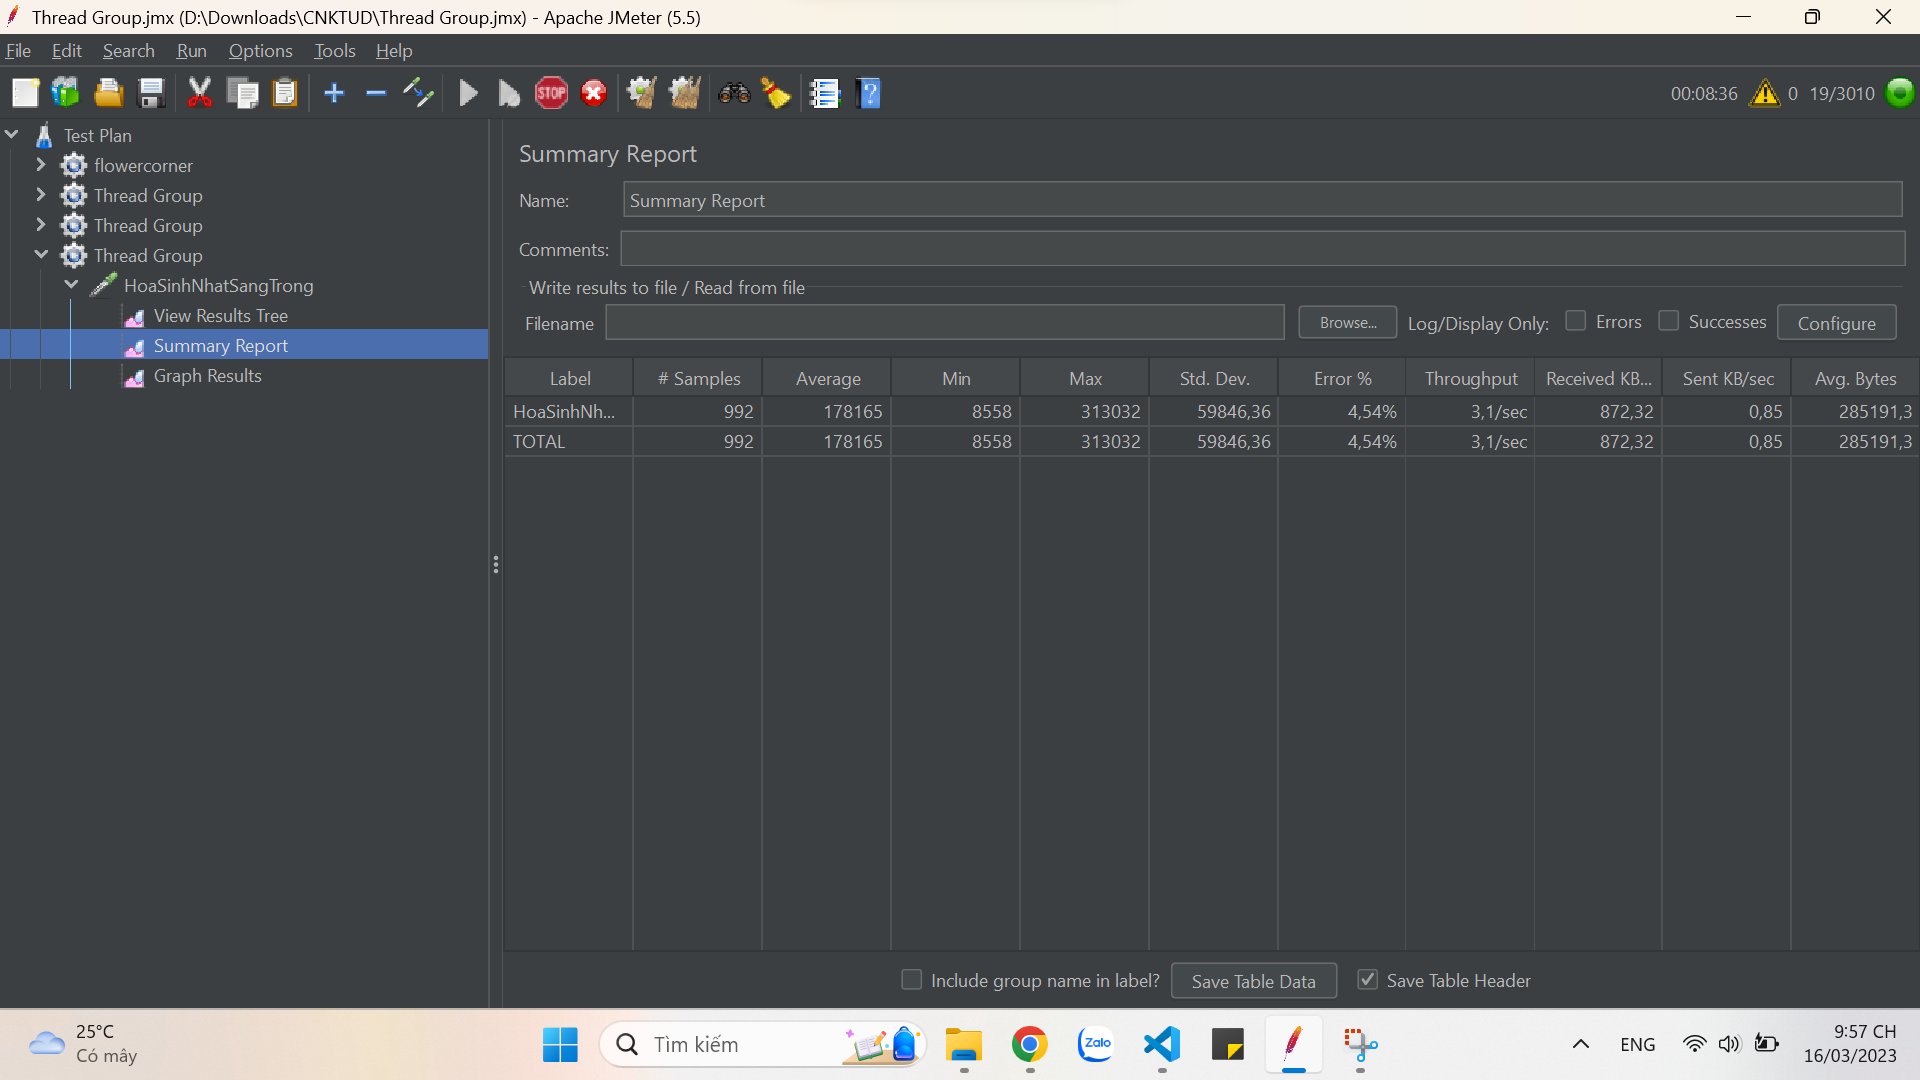 Thread Group.jmx (D:\Downloads\CNKTUD\Thread Group.jmx) - Apache JMeter (5.5)
File Edit Search Run Options Tools Help
STOP
00:08:36 0 19/3010
Test Plan
flowercorner
Thread Group
Thread Group
Thread Group
HoaSinhNhatSangTrong
View Results Tree
Summary Report
Graph Results
Summary Report
Name: Summary Report
Comments:
Write results to file / Read from file
Filename Browse... Log/Display Only: Errors Successes Configure
Label # Samples Average Min Max Std. Dev. Error % Throughput Received KB... Sent KB/sec Avg. Bytes
HoaSinhNh... 992 178165 8558 313032 59846,36 4,54% 3,1/sec 872,32 0,85 285191,3
TOTAL 992 178165 8558 313032 59846,36 4,54% 3,1/sec 872,32 0,85 285191,3
Include group name in label? Save Table Data Save Table Header
25°C
Có mây
Tìm kiếm
Zalo
ENG
9:57 CH
16/03/2023